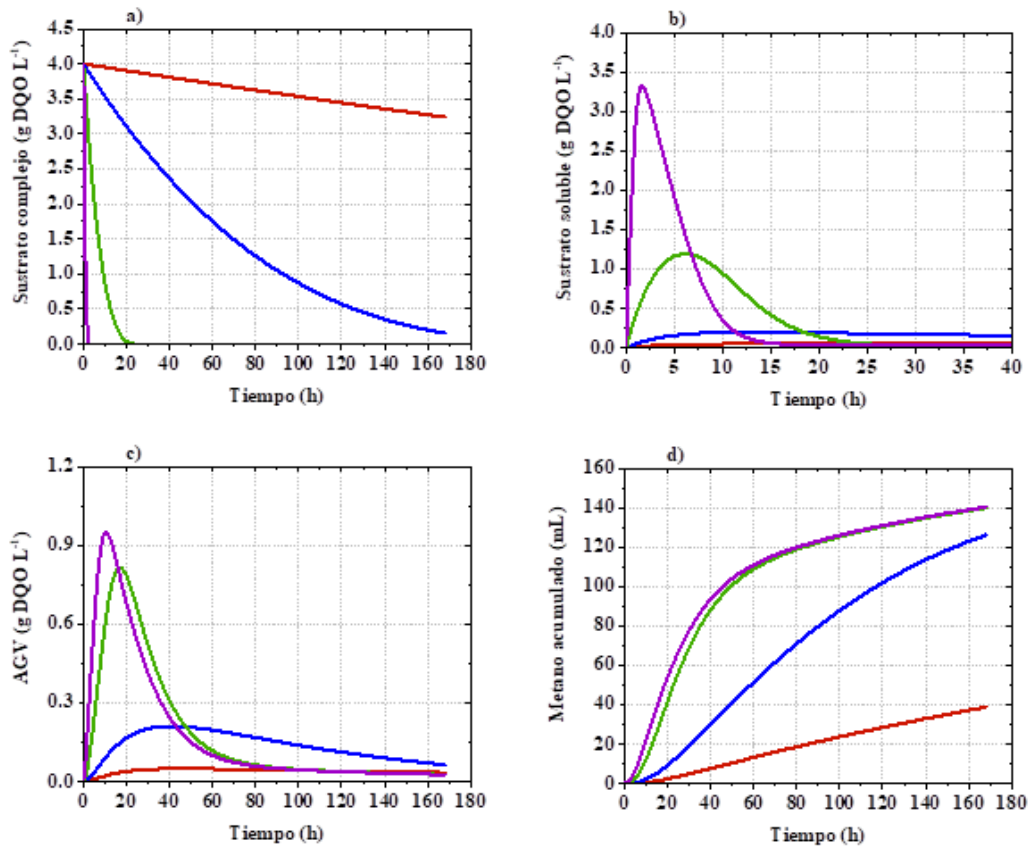 a)
Sustrato complejo (g DQO L-1)
4.5
4.0
3.5
3.0
2.5
2.0
1.5
1.0
0.5
0.0
0 20 40 60 80 100 120 140 160 180
Tiempo (h)
b)
Sustrato soluble (g DQO L-1)
4.0
3.5
3.0
2.5
2.0
1.5
1.0
0.5
0.0
0 5 10 15 20 25 30 35 40
Tiempo (h)
c)
AGV (g DQO L-1)
1.2
0.9
0.6
0.3
0.0
0 20 40 60 80 100 120 140 160 180
Tiempo (h)
d)
Metano acumulado (mL)
160
140
120
100
80
60
40
20
0
0 20 40 60 80 100 120 140 160 180
Tiempo (h)